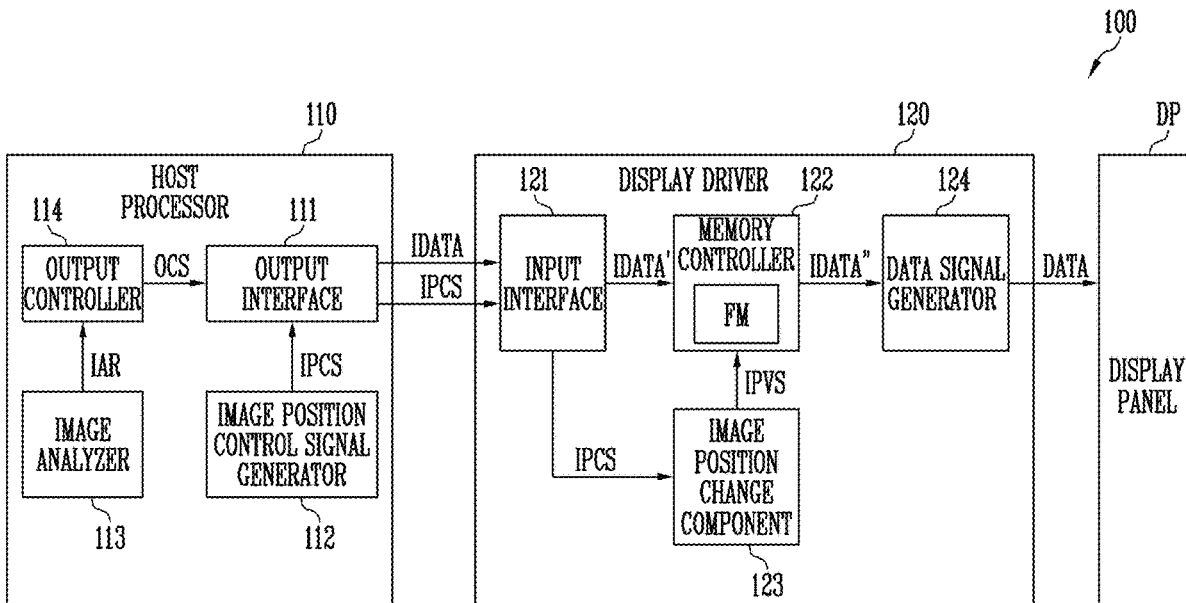 100
110
120
DP
HOST
PROCESSOR
DISPLAY DRIVER
114
111
121
122
124
OUTPUT
CONTROLLER
OCS
OUTPUT
INTERFACE
IDATA
IPCS
INPUT
INTERFACE
IDATA'
MEMORY
CONTROLLER
FM
IDATA"
DATA SIGNAL
GENERATOR
DATA
DISPLAY
PANEL
IAR
IPCS
IPVS
IMAGE
ANALYZER
IMAGE POSITION
CONTROL SIGNAL
GENERATOR
IPCS
IMAGE
POSITION
CHANGE
COMPONENT
113
112
123